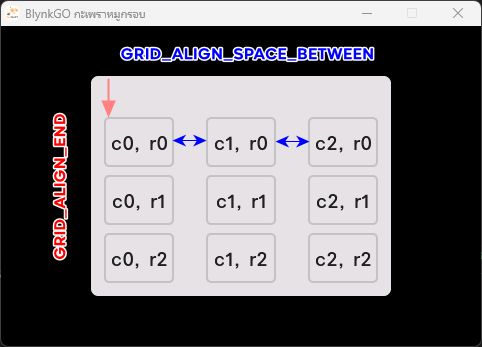 BlynkGO กะเพราหมูกรอบ
GRID_ALIGN_SPACE_BETWEEN
GRID_ALIGN_END
c0, r0 c1, r0 c2, r0
c0, r1 c1, r1 c2, r1
c0, r2 c1, r2 c2, r2